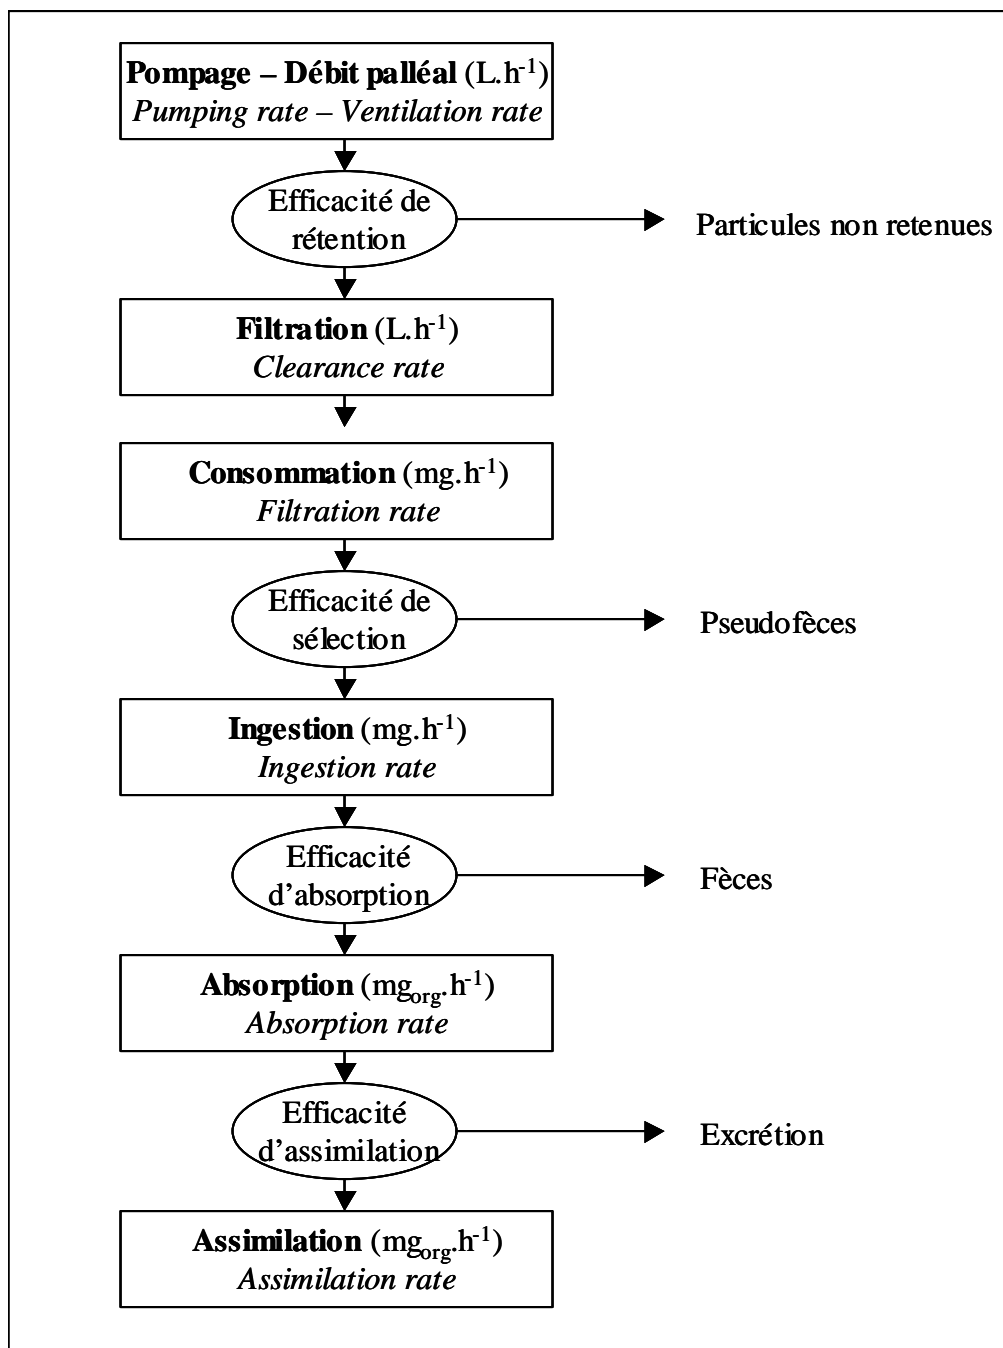 Pompage – Débit palléal (L.h⁻¹)
Pumping rate – Ventilation rate
Efficacité de
rétention
Particules non retenues
Filtration (L.h⁻¹)
Clearance rate
Consommation (mg.h⁻¹)
Filtration rate
Efficacité de
sélection
Pseudofèces
Ingestion (mg.h⁻¹)
Ingestion rate
Efficacité
d'absorption
Fèces
Absorption (mgorg.h⁻¹)
Absorption rate
Efficacité
d'assimilation
Excrétion
Assimilation (mgorg.h⁻¹)
Assimilation rate